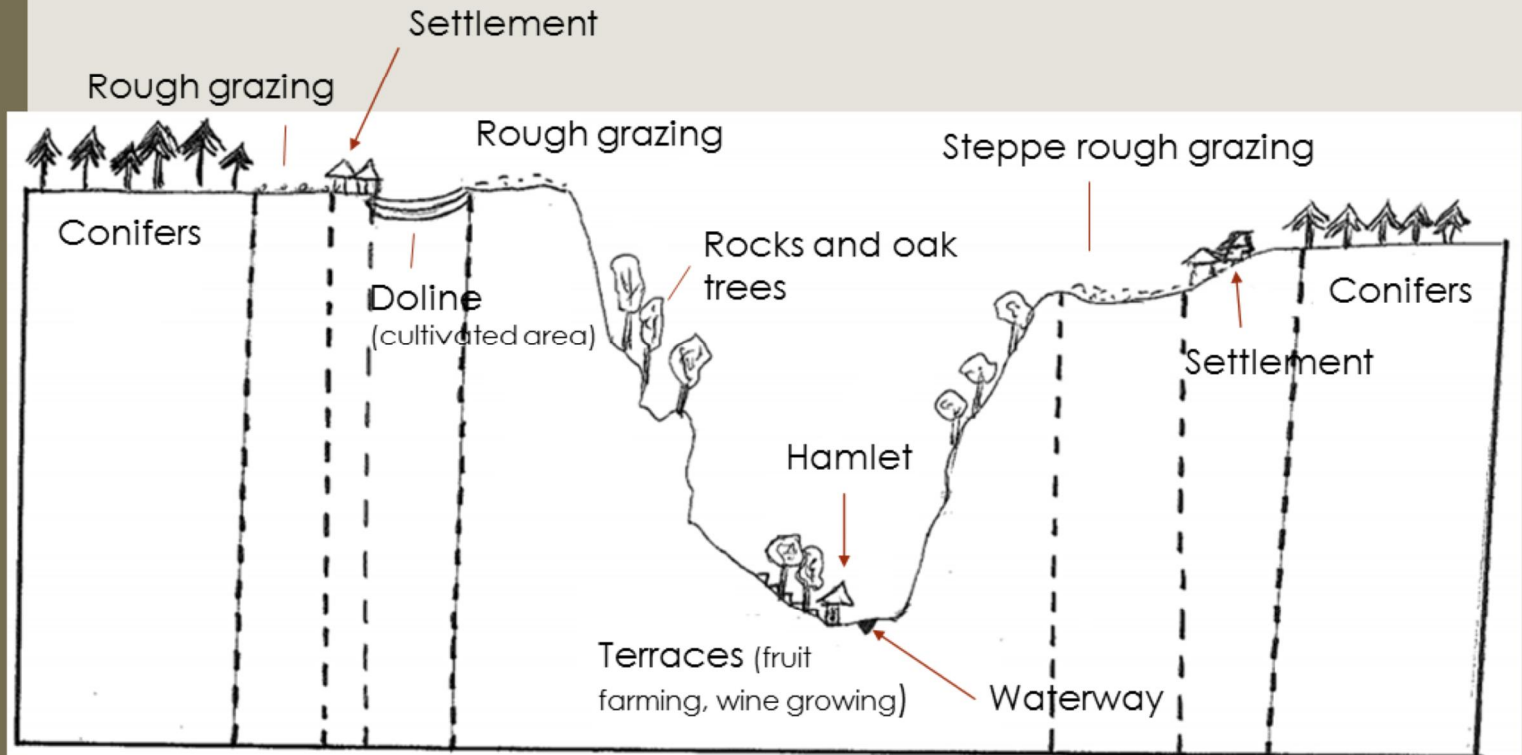 Settlement
Rough grazing
Rough grazing
Steppe rough grazing
Conifers
Rocks and oak
trees
Doline
(cultivated area)
Conifers
Settlement
Hamlet
Terraces (fruit
farming, wine growing)
Waterway